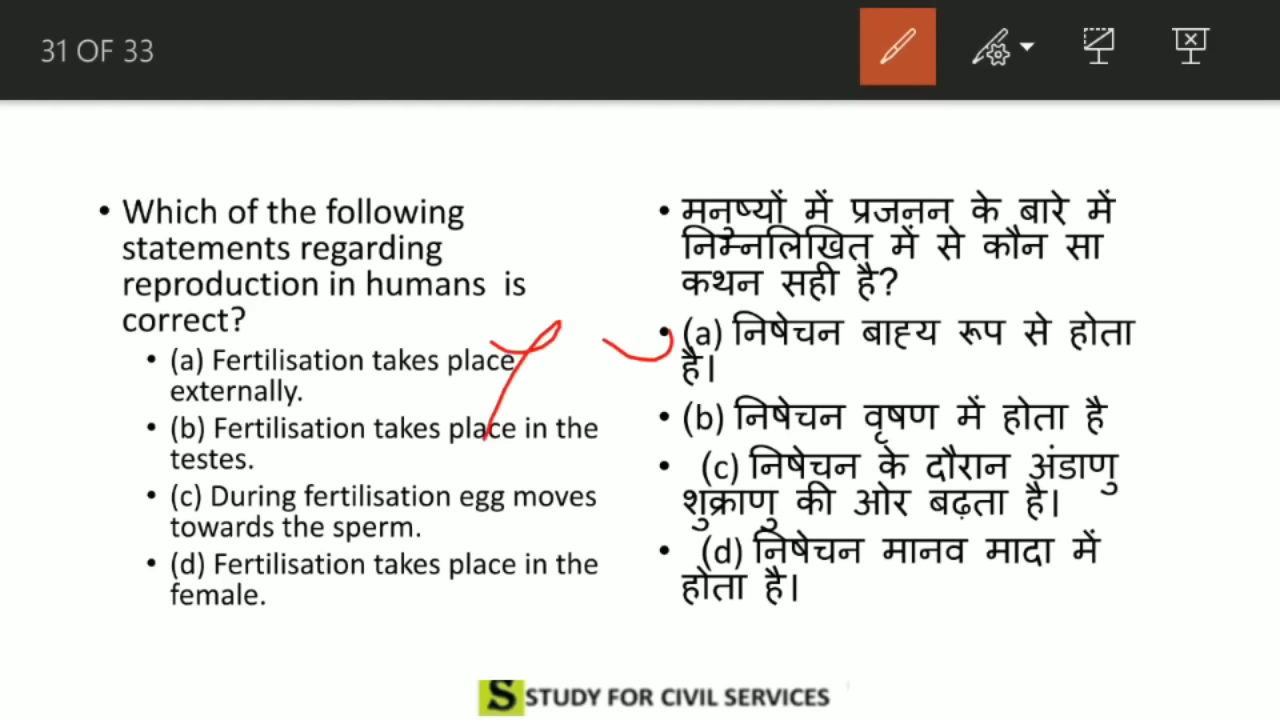 31 OF 33
• Which of the following
statements regarding
reproduction in humans is
correct?
• (a) Fertilisation takes place
externally.
• (b) Fertilisation takes place in the
testes.
• (c) During fertilisation egg moves
towards the sperm.
• (d) Fertilisation takes place in the
female.
• मनुष्यों में प्रजनन के बारे में
निम्नलिखित में से कौन सा
कथन सही है?
• (a) निषेचन बाह्य रूप से होता
है।
• (b) निषेचन वृषण में होता है
• (c) निषेचन के दौरान अंडाणु
शुक्राणु की ओर बढ़ता है।
• (d) निषेचन मानव मादा में
होता है।
S STUDY FOR CIVIL SERVICES